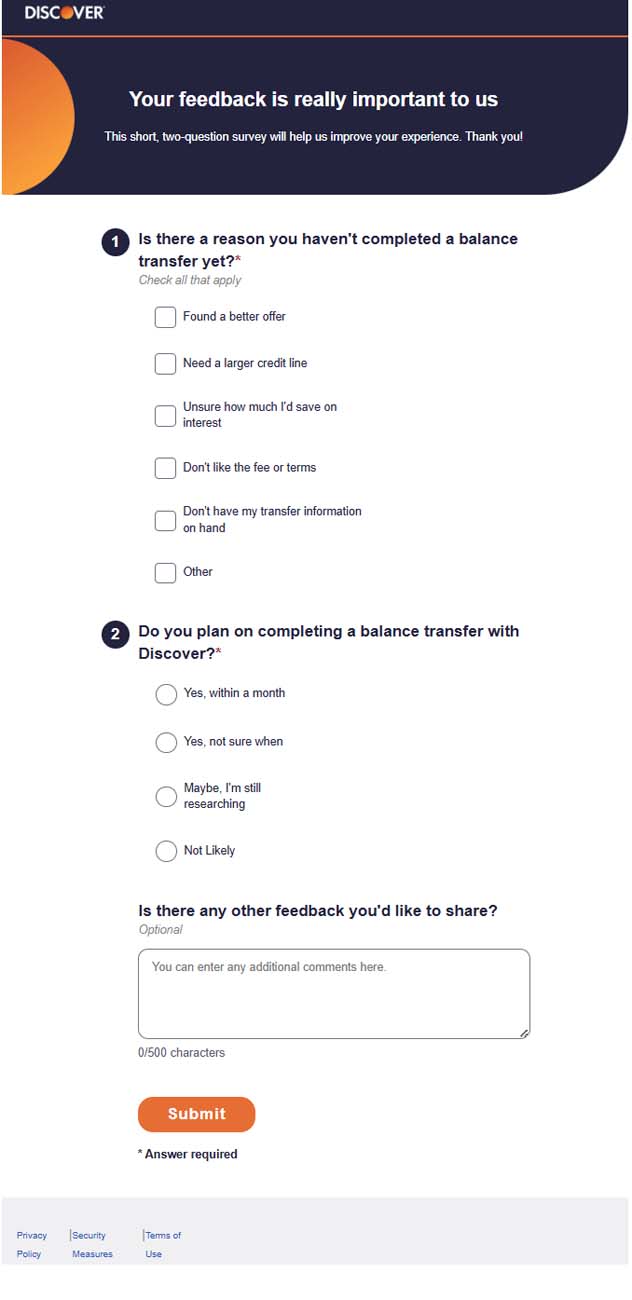 DISCOVER
Your feedback is really important to us
This short, two-question survey will help us improve your experience. Thank you!
1 Is there a reason you haven't completed a balance
transfer yet?*
Check all that apply
Found a better offer
Need a larger credit line
Unsure how much I'd save on
interest
Don't like the fee or terms
Don't have my transfer information
on hand
Other
2 Do you plan on completing a balance transfer with
Discover?*
Yes, within a month
Yes, not sure when
Maybe, I'm still
researching
Not Likely
Is there any other feedback you'd like to share?
Optional
You can enter any additional comments here.
0/500 characters
Submit
* Answer required
Privacy |Security |Terms of
Policy Measures Use